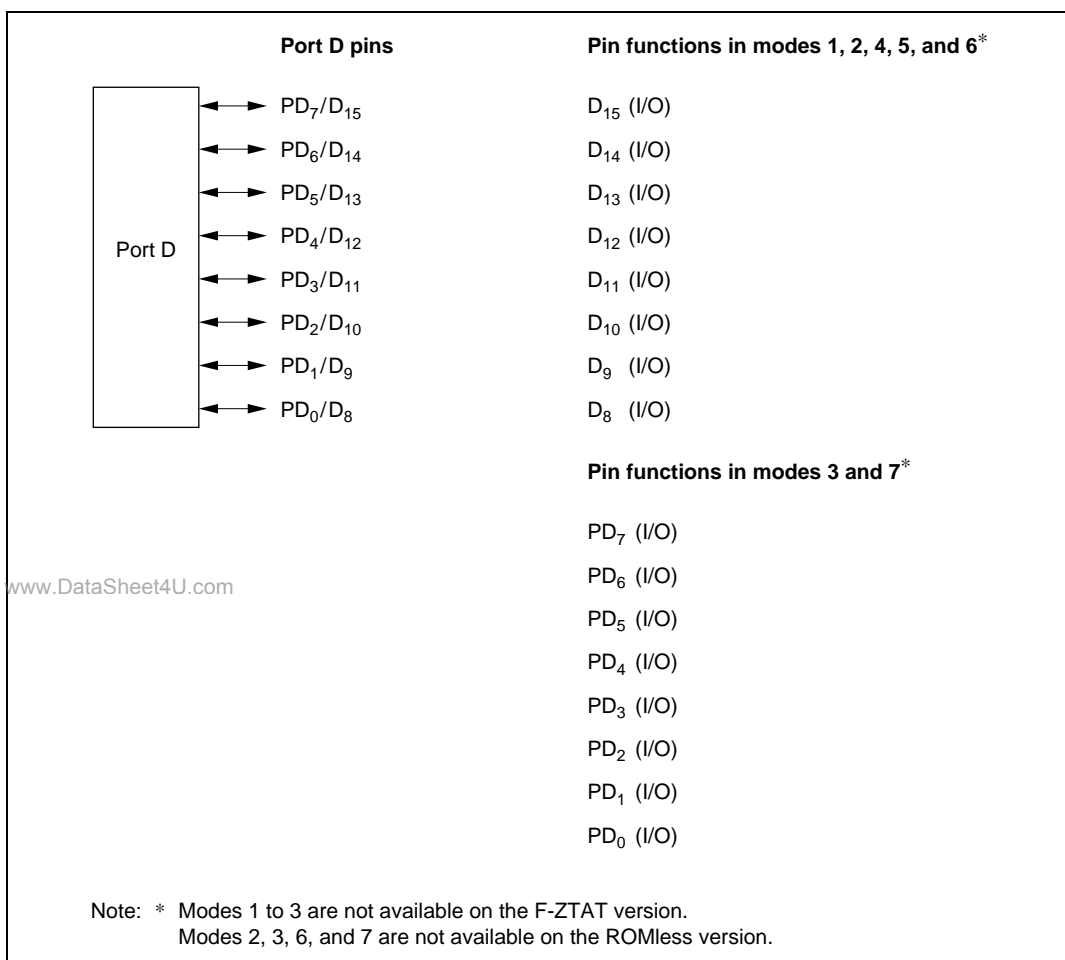 Port D pins Pin functions in modes 1, 2, 4, 5, and 6*
PD7/D15 D15 (I/O)
PD6/D14 D14 (I/O)
PD5/D13 D13 (I/O)
PD4/D12 D12 (I/O)
Port D
PD3/D11 D11 (I/O)
PD2/D10 D10 (I/O)
PD1/D9 D9 (I/O)
PD0/D8 D8 (I/O)
Pin functions in modes 3 and 7*
PD7 (I/O)
PD6 (I/O)
www.DataSheet4U.com
PD5 (I/O)
PD4 (I/O)
PD3 (I/O)
PD2 (I/O)
PD1 (I/O)
PD0 (I/O)
Note: * Modes 1 to 3 are not available on the F-ZTAT version.
Modes 2, 3, 6, and 7 are not available on the ROMless version.